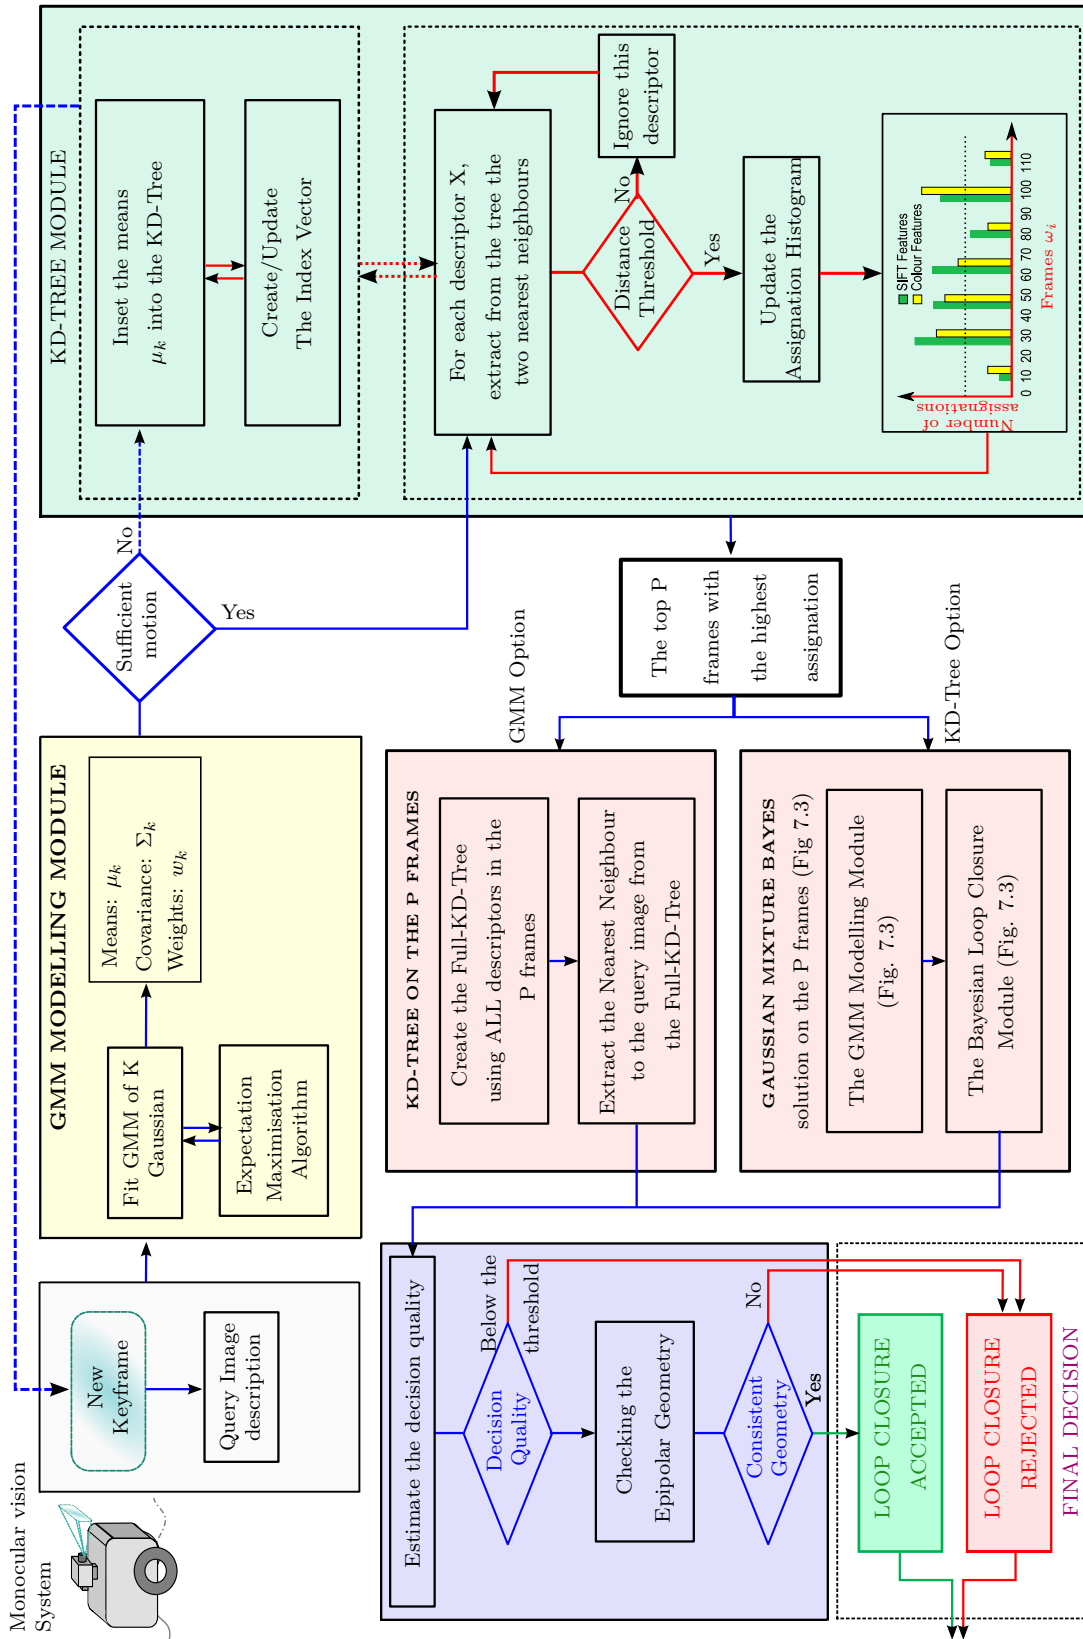 Monocular vision
System
New
Keyframe
Query Image
description
GMM MODELLING MODULE
Fit GMM of K
Gaussian
Expectation
Maximisation
Algorithm
Means: μk
Covariance: Σk
Weights: wk
Sufficient
motion
No
Yes
KD-TREE MODULE
Inset the means
μk into the KD-Tree
Create/Update
The Index Vector
For each descriptor X,
extract from the tree the
two nearest neighbours
Ignore this
descriptor
No
Distance
Threshold
Yes
Update the
Assignation Histogram
SIFT Features
Colour Features
Number of
assignations
0 10 20 30 40 50 60 70 80 90 100 110
Frames ωi
The top P
frames with
the highest
assignation
GMM Option
KD-Tree Option
KD-TREE ON THE P FRAMES
Create the Full-KD-Tree
using ALL descriptors in the
P frames
Extract the Nearest Neighbour
to the query image from
the Full-KD-Tree
GAUSSIAN MIXTURE BAYES
solution on the P frames (Fig 7.3)
The GMM Modelling Module
(Fig. 7.3)
The Bayesian Loop Closure
Module (Fig. 7.3)
Estimate the decision quality
Decision
Quality
Below the
threshold
Checking the
Epipolar Geometry
Consistent
Geometry
No
Yes
LOOP CLOSURE
ACCEPTED
LOOP CLOSURE
REJECTED
FINAL DECISION